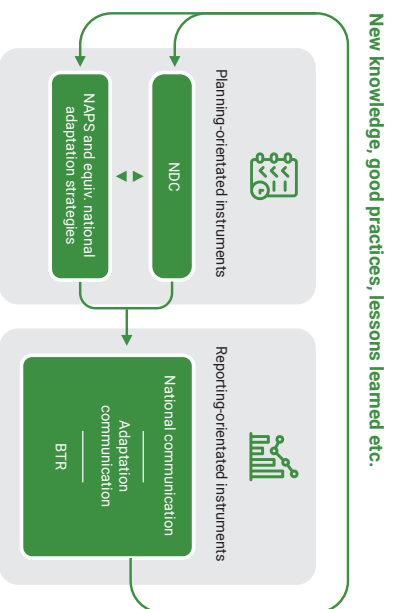 New knowledge, good practices, lessons learned etc.
Planning-orientated instruments
NDC
NAPS and equiv. national
adaptation strategies
Reporting-orientated instruments
National communication
Adaptation
communication
BTR